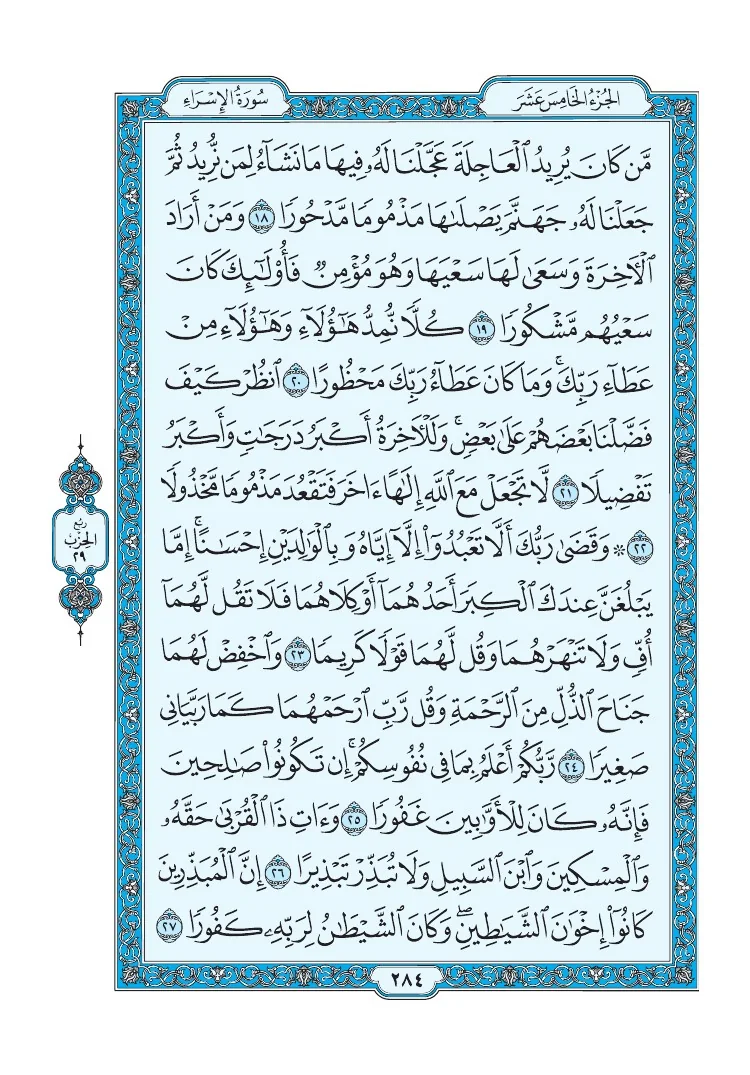 الجُزْءُ الخَامِسَ عَشَرَ
سُورَةُ الإِسْرَاءِ
مَّن كَانَ يُرِيدُ ٱلۡعَاجِلَةَ عَجَّلۡنَا لَهُۥ فِيهَا مَا نَشَآءُ لِمَن نُّرِيدُ ثُمَّ
جَعَلۡنَا لَهُۥ جَهَنَّمَ يَصۡلَىٰهَا مَذۡمُومٗا مَّدۡحُورٗا ١٨ وَمَنۡ أَرَادَ
ٱلۡأٓخِرَةَ وَسَعَىٰ لَهَا سَعۡيَهَا وَهُوَ مُؤۡمِنٞ فَأُوْلَٰٓئِكَ كَانَ
سَعۡيُهُم مَّشۡكُورٗا ١٩ كُلّٗا نُّمِدُّ هَٰٓؤُلَآءِ وَهَٰٓؤُلَآءِ مِنۡ
عَطَآءِ رَبِّكَۚ وَمَا كَانَ عَطَآءُ رَبِّكَ مَحۡظُورًا ٢٠ ٱنظُرۡ كَيۡفَ
فَضَّلۡنَا بَعۡضَهُمۡ عَلَىٰ بَعۡضٖۚ وَلَلۡأٓخِرَةُ أَكۡبَرُ دَرَجَٰتٖ وَأَكۡبَرُ
تَفۡضِيلٗا ٢١ لَّا تَجۡعَلۡ مَعَ ٱللَّهِ إِلَٰهًا ءَاخَرَ فَتَقۡعُدَ مَذۡمُومٗا مَّخۡذُولٗا
٢٢ ۞ وَقَضَىٰ رَبُّكَ أَلَّا تَعۡبُدُوٓاْ إِلَّآ إِيَّاهُ وَبِٱلۡوَٰلِدَيۡنِ إِحۡسَٰنًاۚ إِمَّا
يَبۡلُغَنَّ عِندَكَ ٱلۡكِبَرَ أَحَدُهُمَآ أَوۡ كِلَاهُمَا فَلَا تَقُل لَّهُمَآ
أُفّٖ وَلَا تَنۡهَرۡهُمَا وَقُل لَّهُمَا قَوۡلٗا كَرِيمٗا ٢٣ وَٱخۡفِضۡ لَهُمَا
جَنَاحَ ٱلذُّلِّ مِنَ ٱلرَّحۡمَةِ وَقُل رَّبِّ ٱرۡحَمۡهُمَا كَمَا رَبَّيَانِي
صَغِيرٗا ٢٤ رَّبُّكُمۡ أَعۡلَمُ بِمَا فِي نُفُوسِكُمۡۚ إِن تَكُونُواْ صَٰلِحِينَ
فَإِنَّهُۥ كَانَ لِلۡأَوَّٰبِينَ غَفُورٗا ٢٥ وَءَاتِ ذَا ٱلۡقُرۡبَىٰ حَقَّهُۥ
وَٱلۡمِسۡكِينَ وَٱبۡنَ ٱلسَّبِيلِ وَلَا تُبَذِّرۡ تَبۡذِيرًا ٢٦ إِنَّ ٱلۡمُبَذِّرِينَ
كَانُوٓاْ إِخۡوَٰنَ ٱلشَّيَٰطِينِۖ وَكَانَ ٱلشَّيۡطَٰنُ لِرَبِّهِۦ كَفُورٗا ٢٧
ربع
الحزب
٢٩
٢٨٤